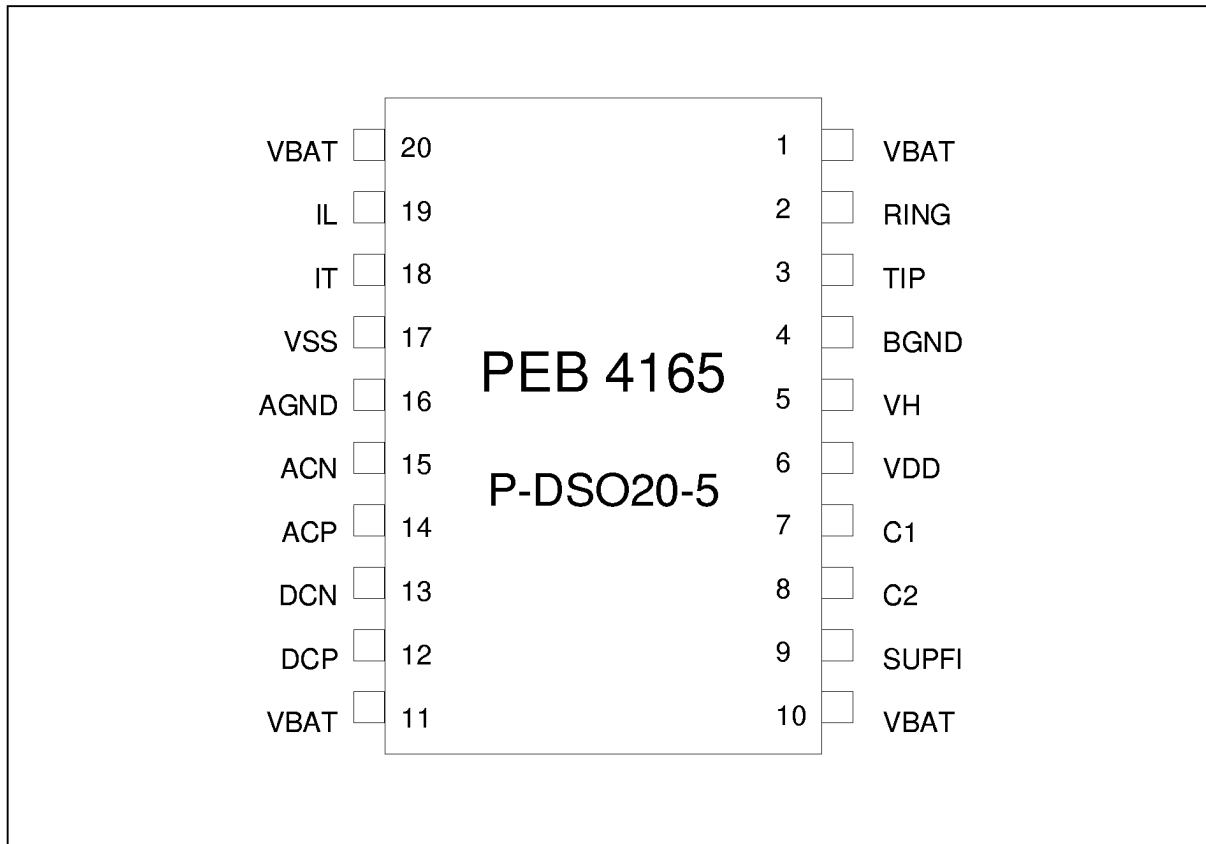 VBAT 20 1 VBAT
IL 19 2 RING
IT 18 3 TIP
VSS 17 4 BGND
PEB 4165
AGND 16 5 VH
ACN 15 6 VDD
P-DSO20-5
ACP 14 7 C1
DCN 13 8 C2
DCP 12 9 SUPFI
VBAT 11 10 VBAT